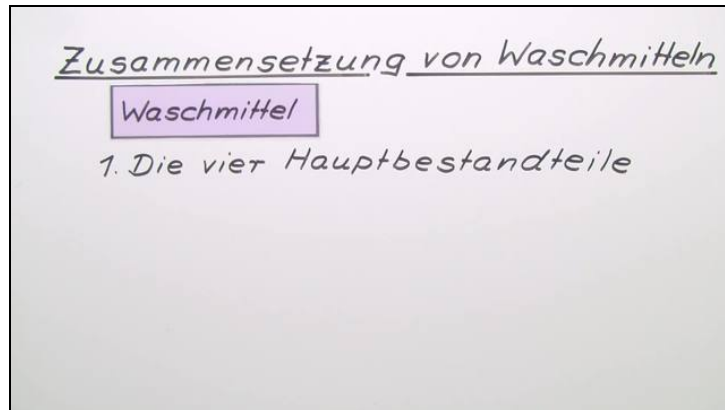 Zusammensetzung von Waschmitteln
Waschmittel
1. Die vier Hauptbestandteile